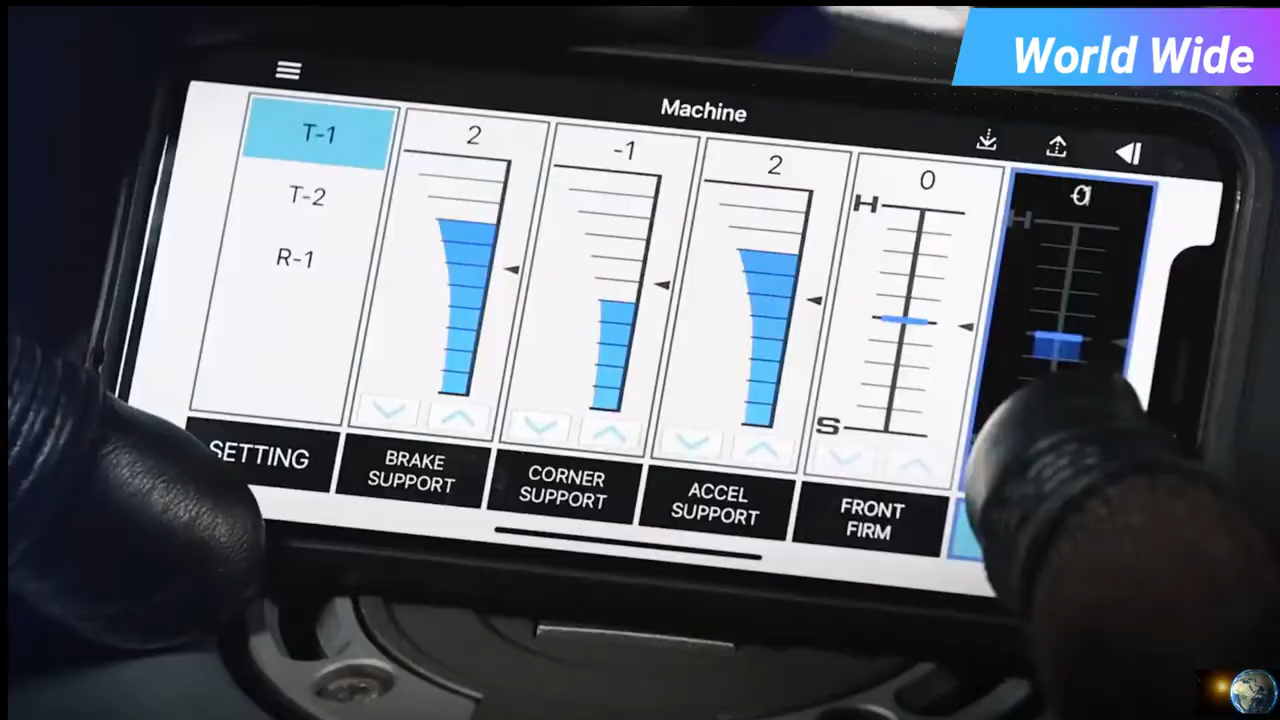 World Wide
Machine
T-1
T-2
R-1
2
-1
2
0
H
S
H
SETTING
BRAKE
SUPPORT
CORNER
SUPPORT
ACCEL
SUPPORT
FRONT
FIRM